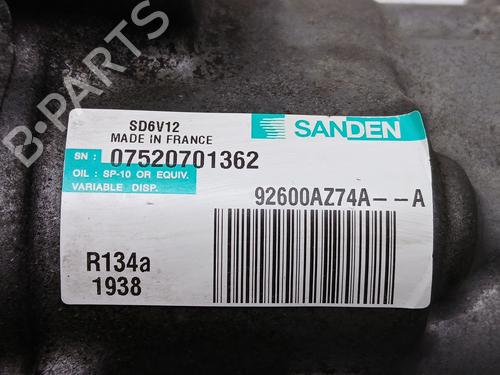 SD6V12
MADE IN FRANCE
SANDEN
SN : 07520701362
OIL : SP-10 OR EQUIV.
VARIABLE DISP.
92600AZ74A--A
R134a
1938
B-PARTS